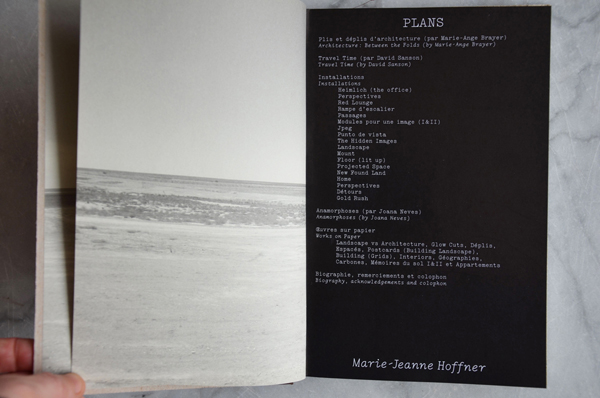 PLANS
Plis et déplis d'architecture (par Marie-Ange Brayer)
Architecture: Between the Folds (by Marie-Ange Brayer)
Travel Time (par David Sanson)
Travel Time (by David Sanson)
Installations
Installations
Heimlich (the office)
Perspectives
Red Lounge
Rampe d'escalier
Passages
Modules pour une image (I&II)
Jpeg
Punto de vista
The Hidden Images
Landscape
Mount
Floor (lit up)
Projected Space
New Found Land
Home
Perspectives
Détours
Gold Rush
Anamorphoses (par Joana Neves)
Anamorphoses (by Joana Neves)
Œuvres sur papier
Works on Paper
Landscape vs Architecture, Glow Cuts, Déplis,
Espacés, Postcards (Building Landscape),
Building (Grids), Interiors, Géographies,
Carbones, Mémoires du sol I&II et Appartements
Biographie, remerciements et colophon
Biography, acknowledgements and colophon
Marie-Jeanne Hoffner